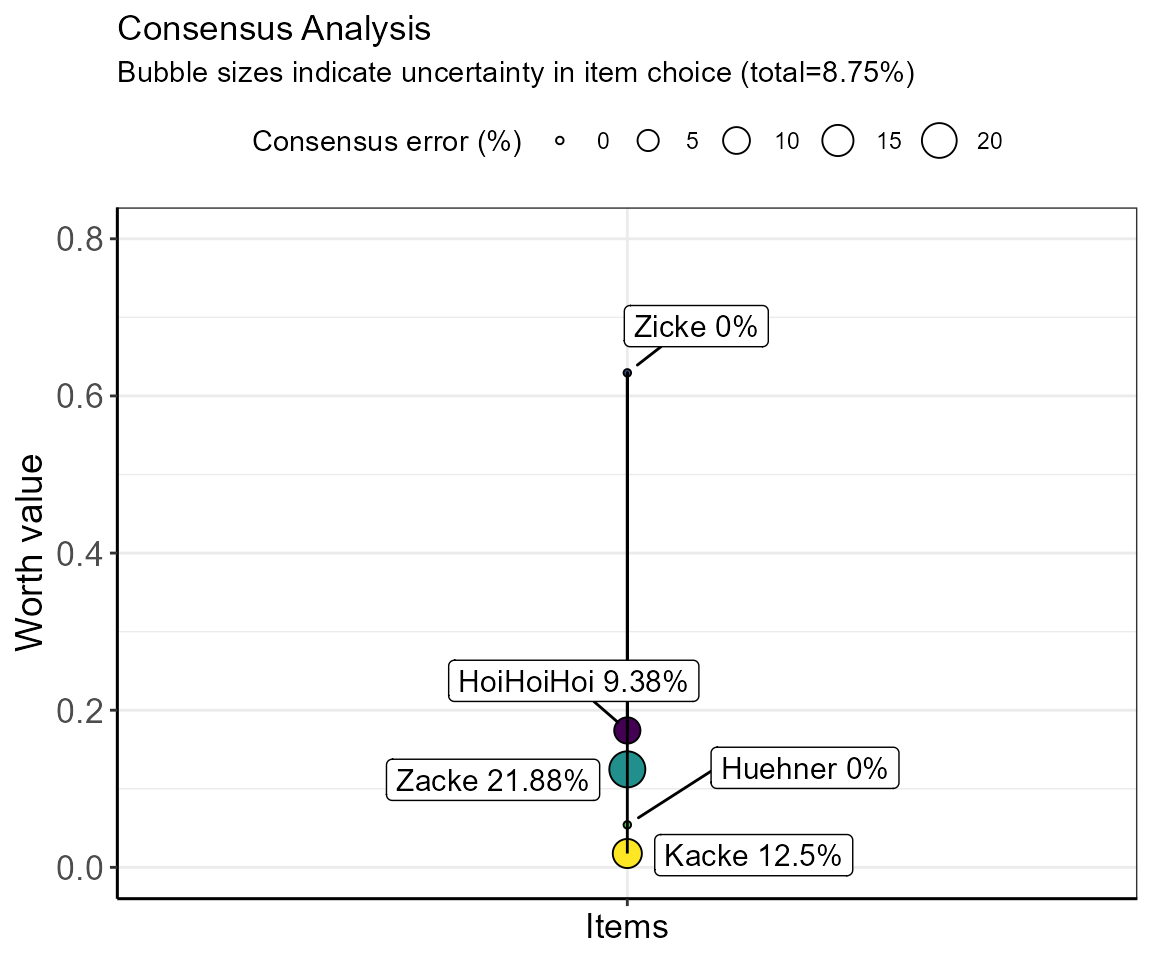 Consensus Analysis
Bubble sizes indicate uncertainty in item choice (total=8.75%)
Consensus error (%) 0 5 10 15 20
0.8
Zicke 0%
0.6
Worth value
0.4
HoiHoiHoi 9.38%
0.2
Huehner 0%
Zacke 21.88%
Kacke 12.5%
0.0
Items